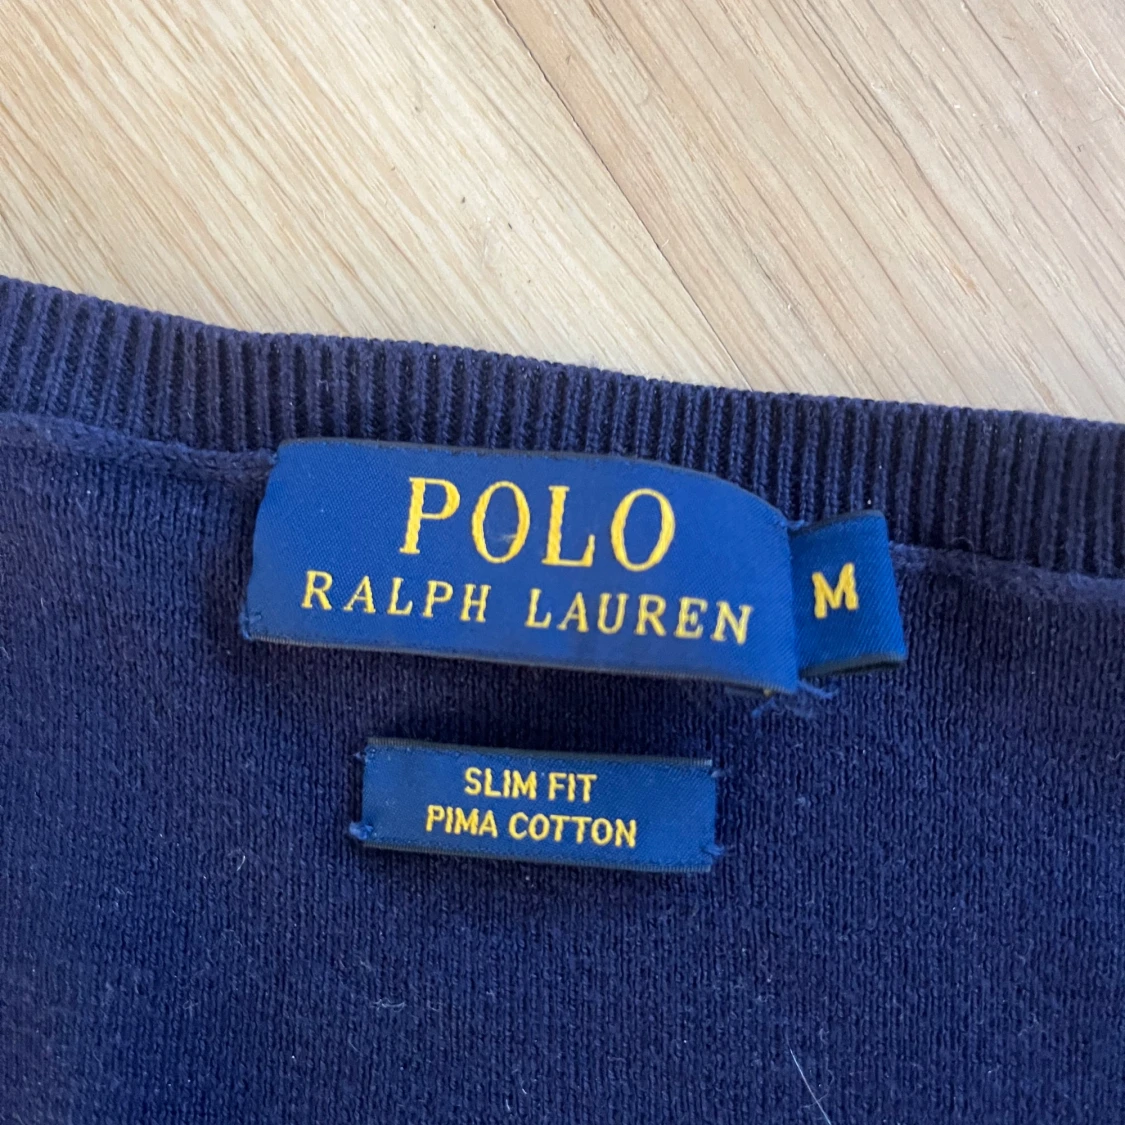 POLO
RALPH LAUREN
M
SLIM FIT
PIMA COTTON